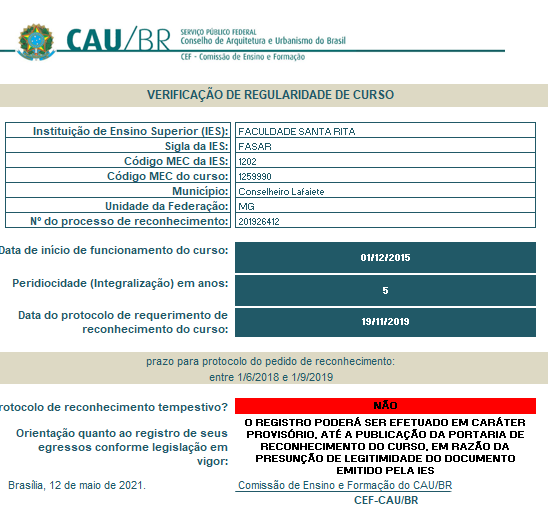 CAU/BR
SERVIÇO PÚBLICO FEDERAL
Conselho de Arquitetura e Urbanismo do Brasil
CEF - Comissão de Ensino e Formação
VERIFICAÇÃO DE REGULARIDADE DE CURSO
Instituição de Ensino Superior (IES): FACULDADE SANTA RITA
Sigla da IES: FASAR
Código MEC da IES: 1202
Código MEC do curso: 1259990
Município: Conselheiro Lafaiete
Unidade da Federação: MG
Nº do processo de reconhecimento: 201926412
Data de início de funcionamento do curso: 01/12/2015
Peridiocidade (Integralização) em anos: 5
Data do protocolo de requerimento de
reconhecimento do curso: 19/11/2019
prazo para protocolo do pedido de reconhecimento:
entre 1/6/2018 e 1/9/2019
rotocolo de reconhecimento tempestivo? NÃO
Orientação quanto ao registro de seus
egressos conforme legislação em
vigor:
O REGISTRO PODERÁ SER EFETUADO EM CARÁTER
PROVISÓRIO, ATÉ A PUBLICAÇÃO DA PORTARIA DE
RECONHECIMENTO DO CURSO, EM RAZÃO DA
PRESUNÇÃO DE LEGITIMIDADE DO DOCUMENTO
EMITIDO PELA IES
Brasília, 12 de maio de 2021.
Comissão de Ensino e Formação do CAU/BR
CEF-CAU/BR